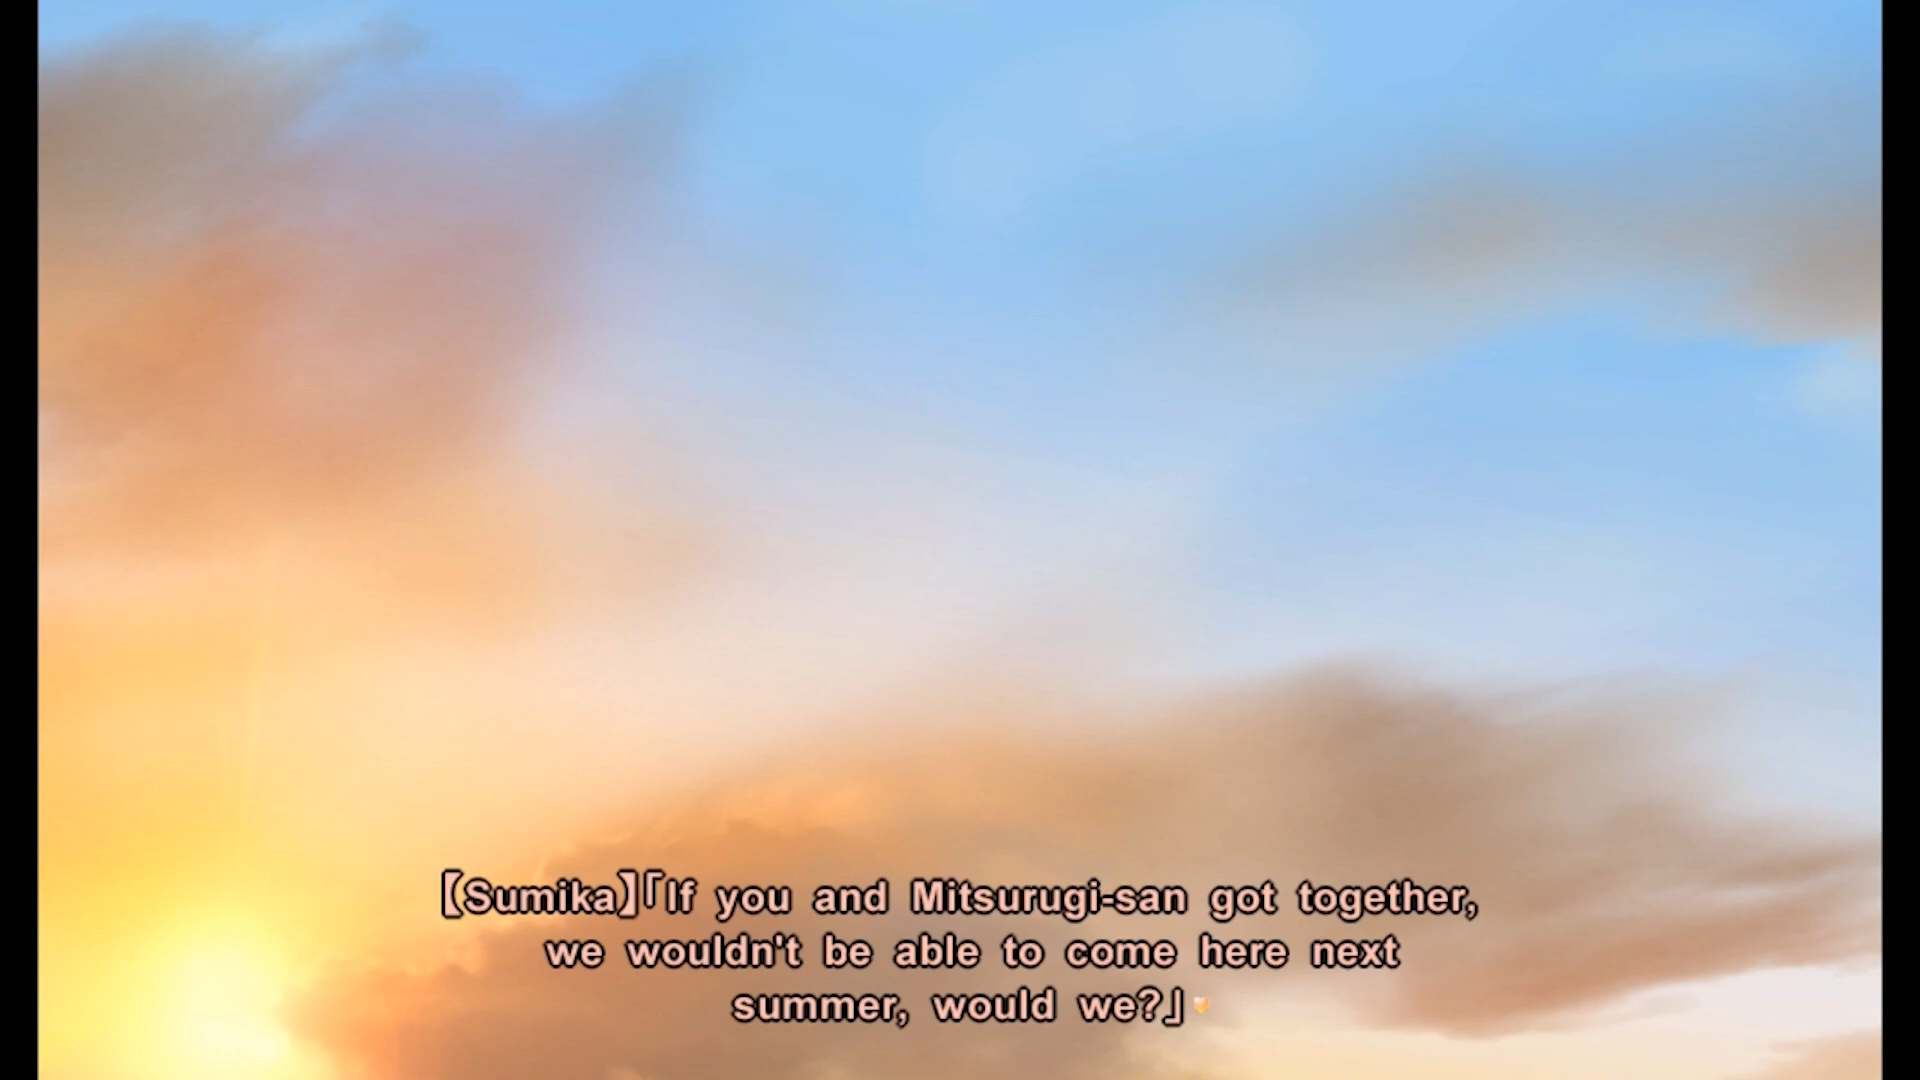 【Sumika】「If you and Mitsurugi-san got together,
we wouldn't be able to come here next
summer, would we?」